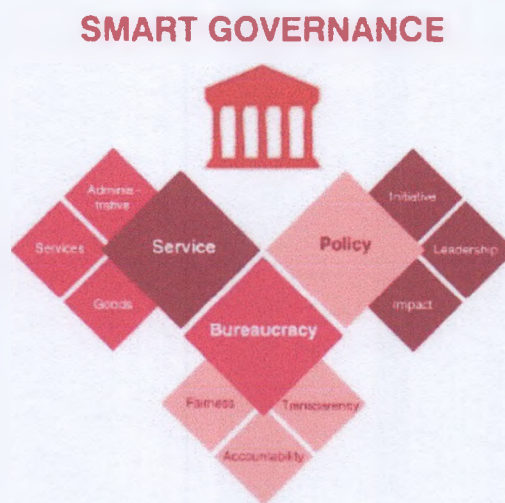 SMART GOVERNANCE
Adminis-
trative
Services
Goods
Service
Policy
Initiative
Leadership
Impact
Bureaucracy
Fairness
Transparency
Accountability